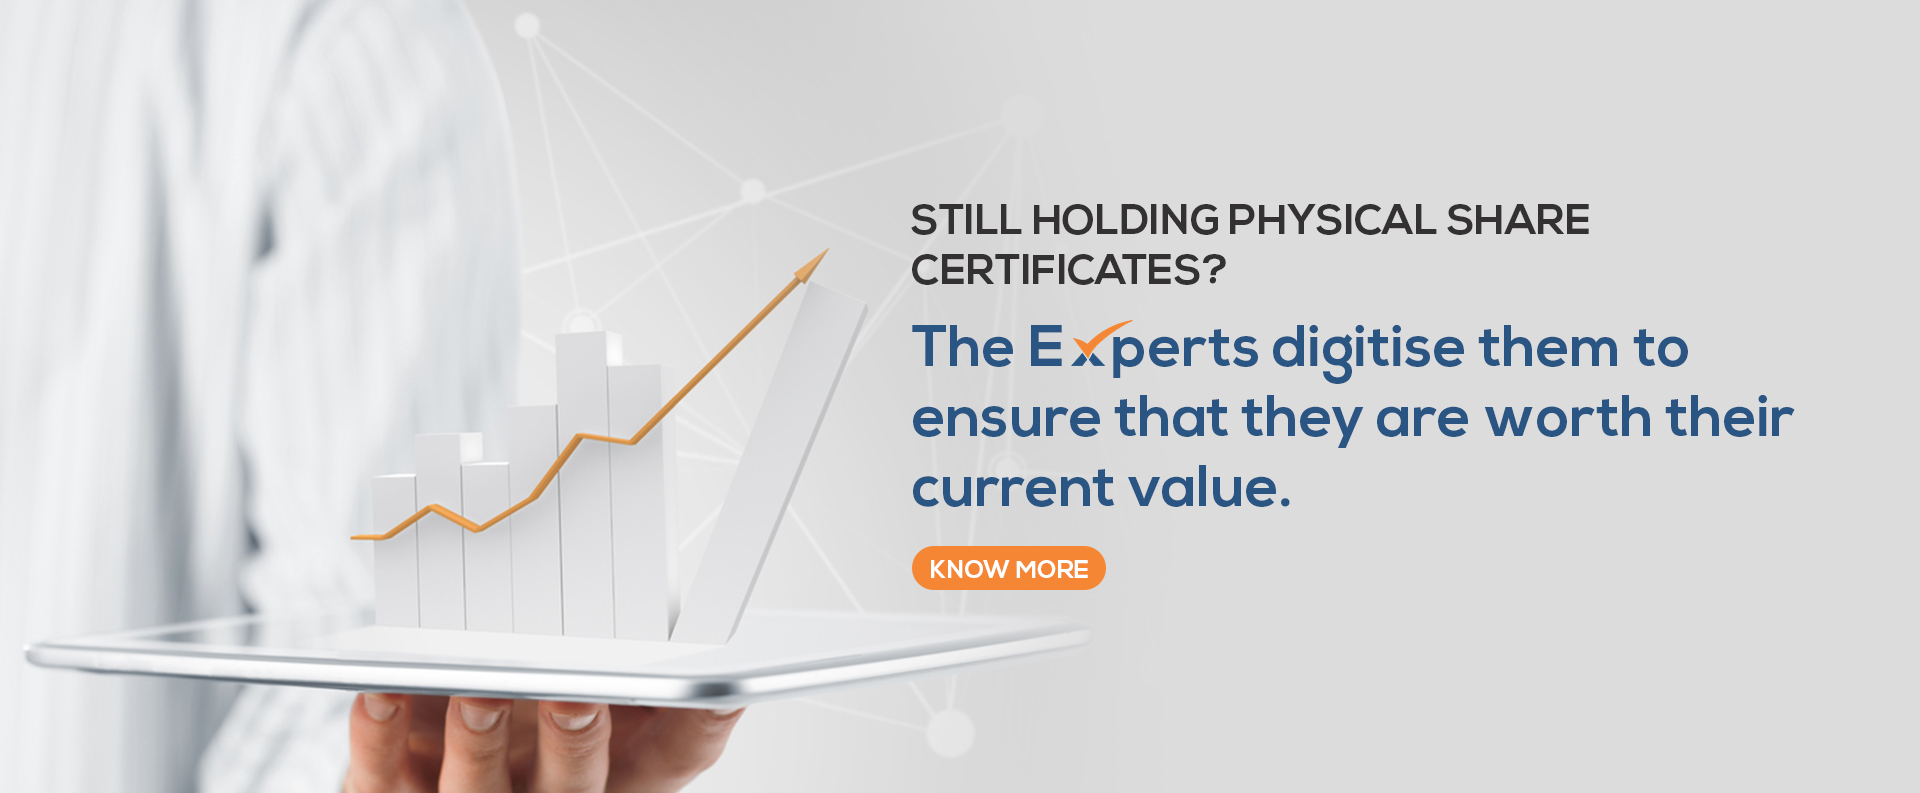 STILL HOLDING PHYSICAL SHARE
CERTIFICATES?
The Experts digitise them to
ensure that they are worth their
current value.
KNOW MORE